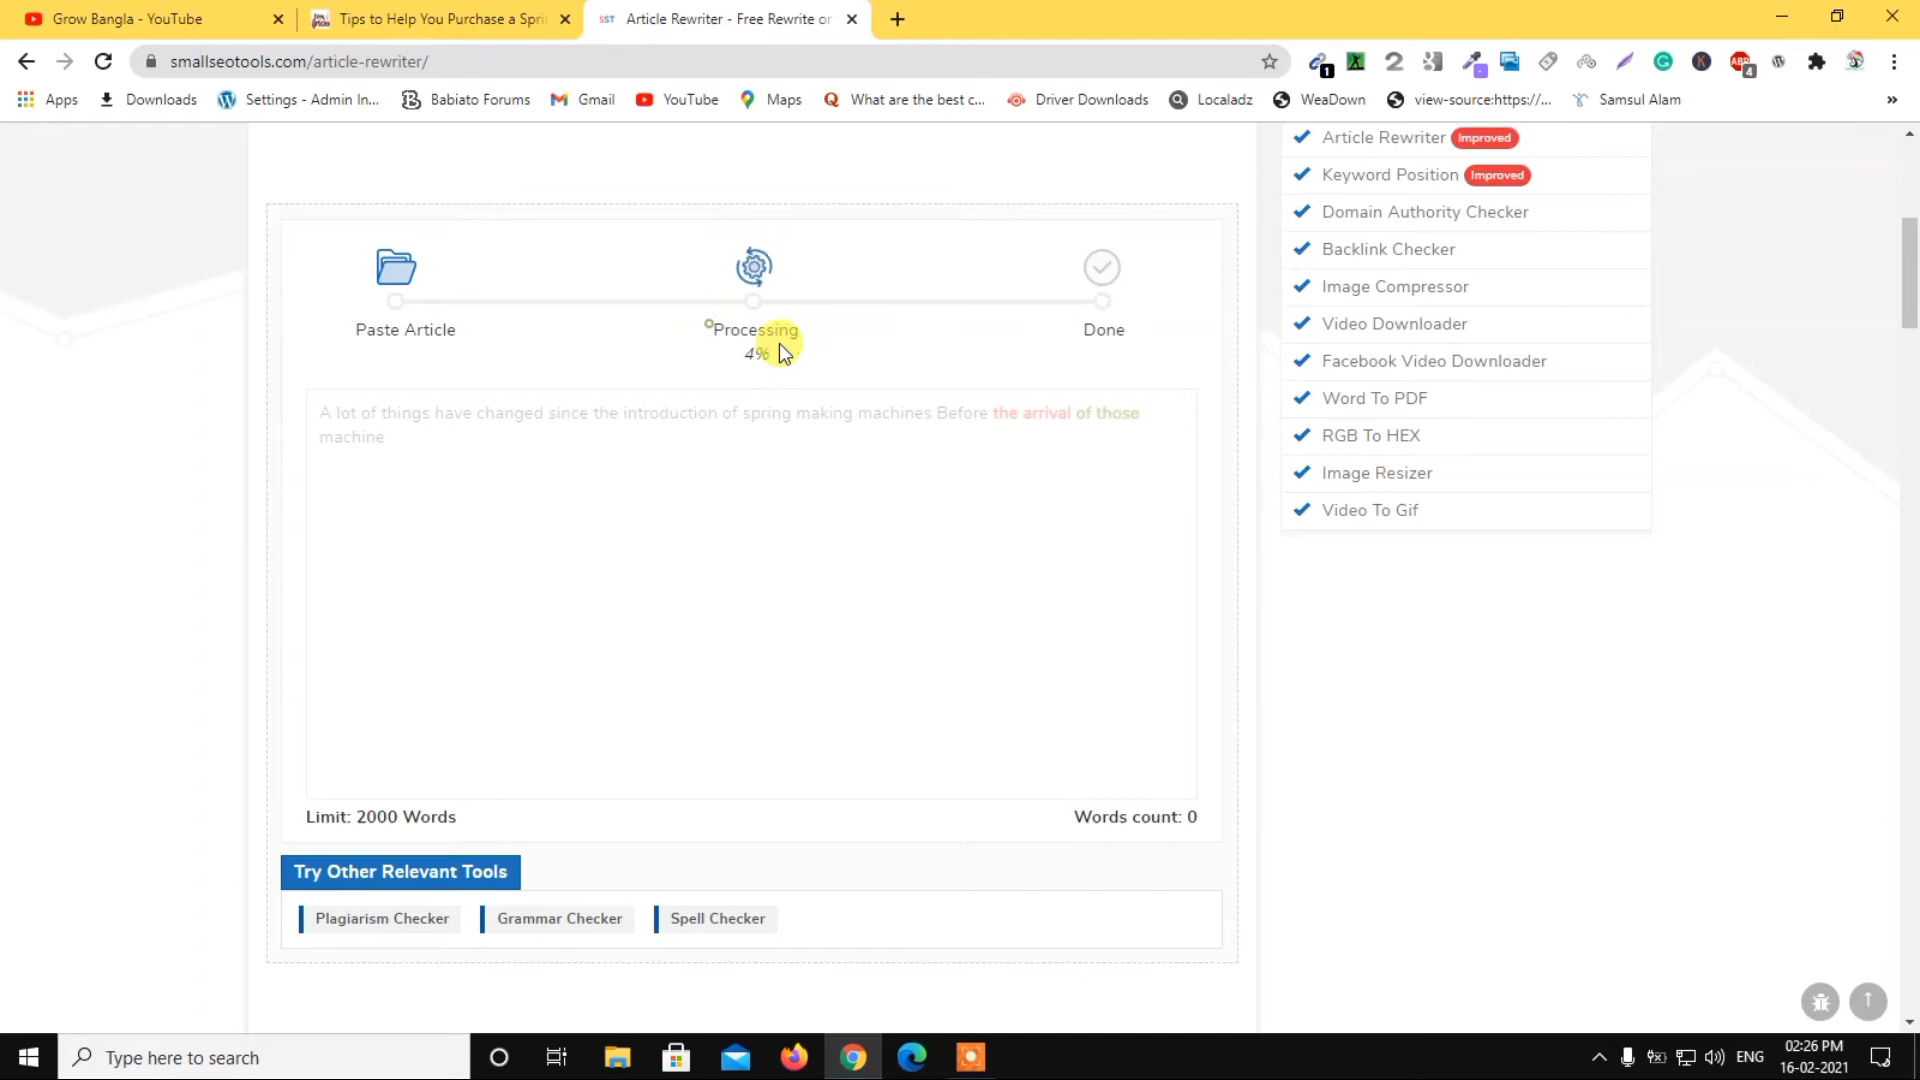 Grow Bangla - YouTube
Tips to Help You Purchase a Spri
SST Article Rewriter - Free Rewrite or
smallseotools.com/article-rewriter/
1
2
K
ABP
4
Apps
Downloads
Settings - Admin In...
Babiato Forums
Gmail
YouTube
Maps
What are the best c...
Driver Downloads
Localadz
WeaDown
view-source:https://...
Samsul Alam
»
Article Rewriter Improved
Keyword Position Improved
Domain Authority Checker
Backlink Checker
Image Compressor
Video Downloader
Facebook Video Downloader
Word To PDF
RGB To HEX
Image Resizer
Video To Gif
Paste Article
Processing
4%
Done
A lot of things have changed since the introduction of spring making machines Before the arrival of those
machine
Limit: 2000 Words
Words count: 0
Try Other Relevant Tools
Plagiarism Checker
Grammar Checker
Spell Checker
Type here to search
ENG
02:26 PM
16-02-2021